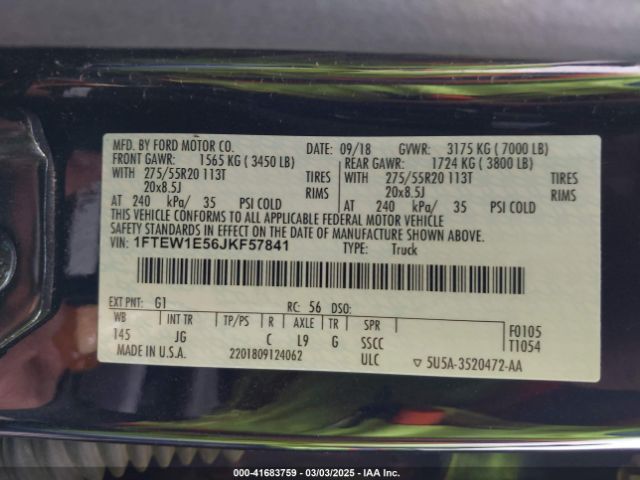 MFD. BY FORD MOTOR CO. DATE: 09/18 GVWR: 3175 KG ( 7000 LB)
FRONT GAWR: 1565 KG ( 3450 LB) REAR GAWR: 1724 KG ( 3800 LB)
WITH 275/55R20 113T TIRES WITH 275/55R20 113T TIRES
20x8.5J RIMS 20x8.5J RIMS
AT 240 kPa/ 35 PSI COLD AT 240 kPa/ 35 PSI COLD
THIS VEHICLE CONFORMS TO ALL APPLICABLE FEDERAL MOTOR VEHICLE
SAFETY STANDARDS IN EFFECT ON THE DATE OF MANUFACTURE SHOWN ABOVE.
VIN: 1FTEW1E56JKF57841 TYPE: Truck
EXT PNT: G1 RC: 56 DSO:
WB INT TR TP/PS R AXLE TR SPR F0105
145 JG C L9 G SSCC T1054
MADE IN U.S.A. 2201809124062 ULC ▽ 5U5A-3520472-AA
000-41683759 - 03/03/2025 - IAA Inc.